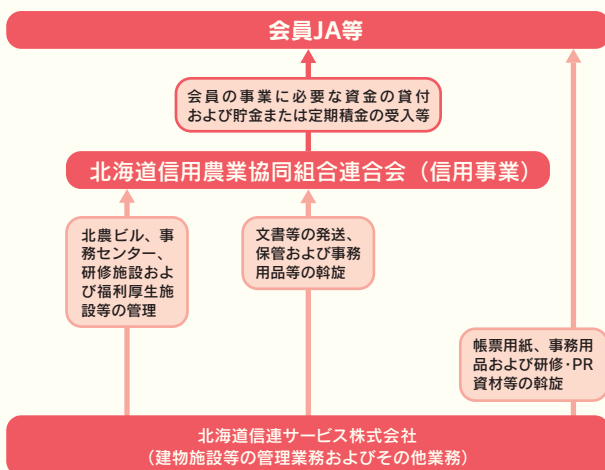 会員JA等
会員の事業に必要な資金の貸付
および貯金または定期積金の受入等
北海道信用農業協同組合連合会（信用事業）
北農ビル、事
務センター、
研修施設およ
び福利厚生施
設等の管理
文書等の発送、
保管および事務
用品等の斡旋
帳票用紙、事務用
品および研修・PR
資材等の斡旋
北海道信連サービス株式会社
（建物施設等の管理業務およびその他業務）